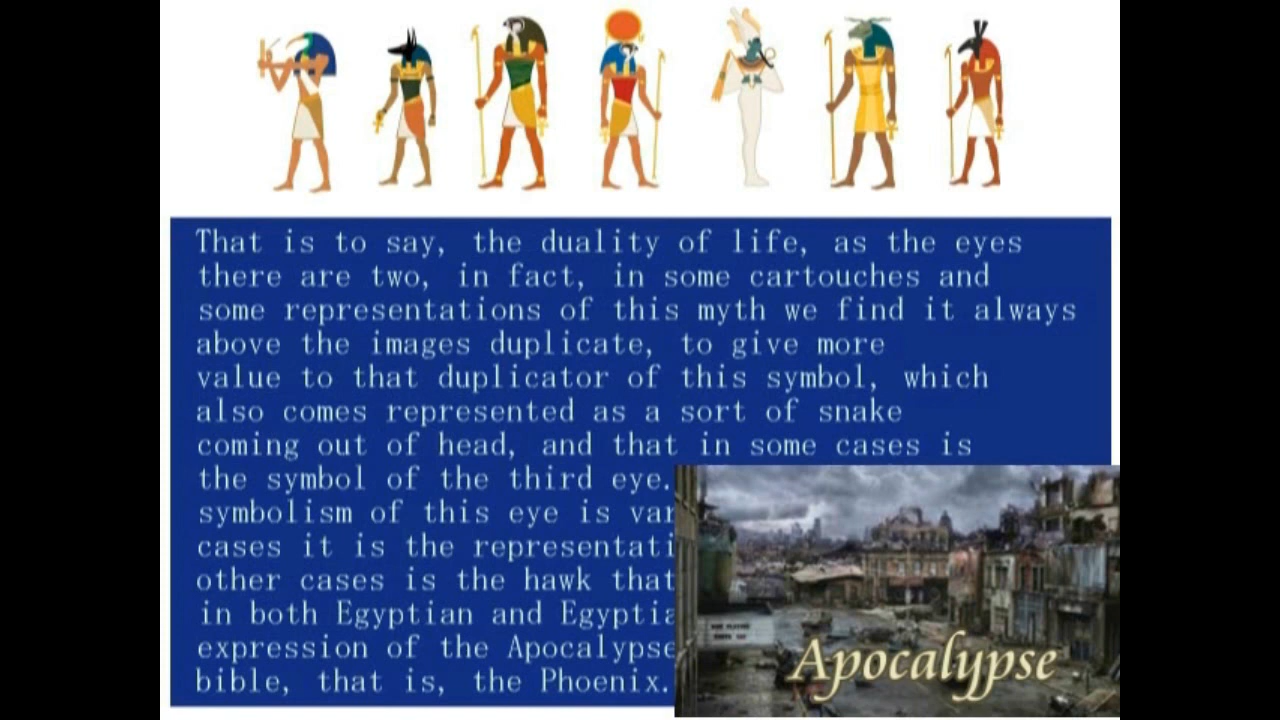 That is to say, the duality of life, as the eyes
there are two, in fact, in some cartouches and
some representations of this myth we find it always
above the images duplicate, to give more
value to that duplicator of this symbol, which
also comes represented as a sort of snake
coming out of head, and that in some cases is
the symbol of the third eye.
symbolism of this eye is
cases it is the
other cases is the hawk that
in both Egyptian and
expression of the Apocalypse
bible, that is, the Phoenix.
Apocalypse